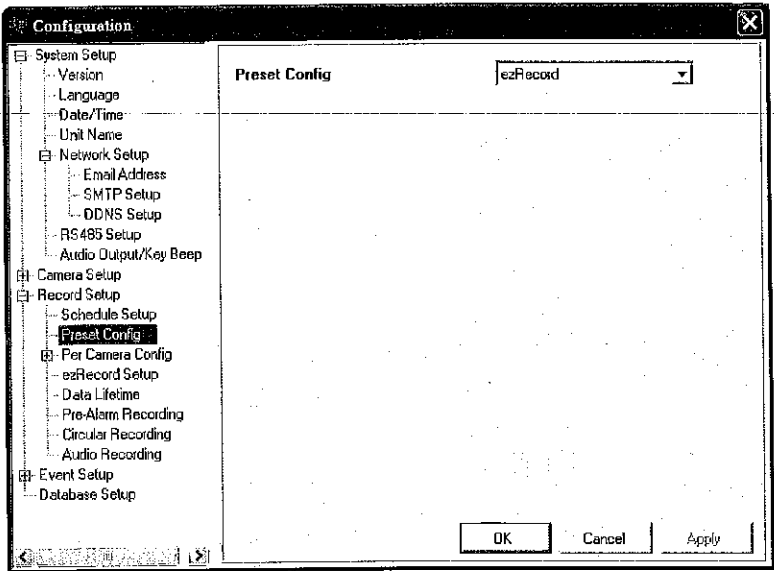 Configuration
System Setup
Version
Language
Date/Time
Unit Name
Network Setup
Email Address
SMTP Setup
DDNS Setup
RS485 Setup
Audio Output/Key Beep
Camera Setup
Record Setup
Schedule Setup
Preset Config
Per Camera Config
ezRecord Setup
Data Lifetime
Pre-Alarm Recording
Circular Recording
Audio Recording
Event Setup
Database Setup
Preset Config
ezRecord
OK
Cancel
Apply